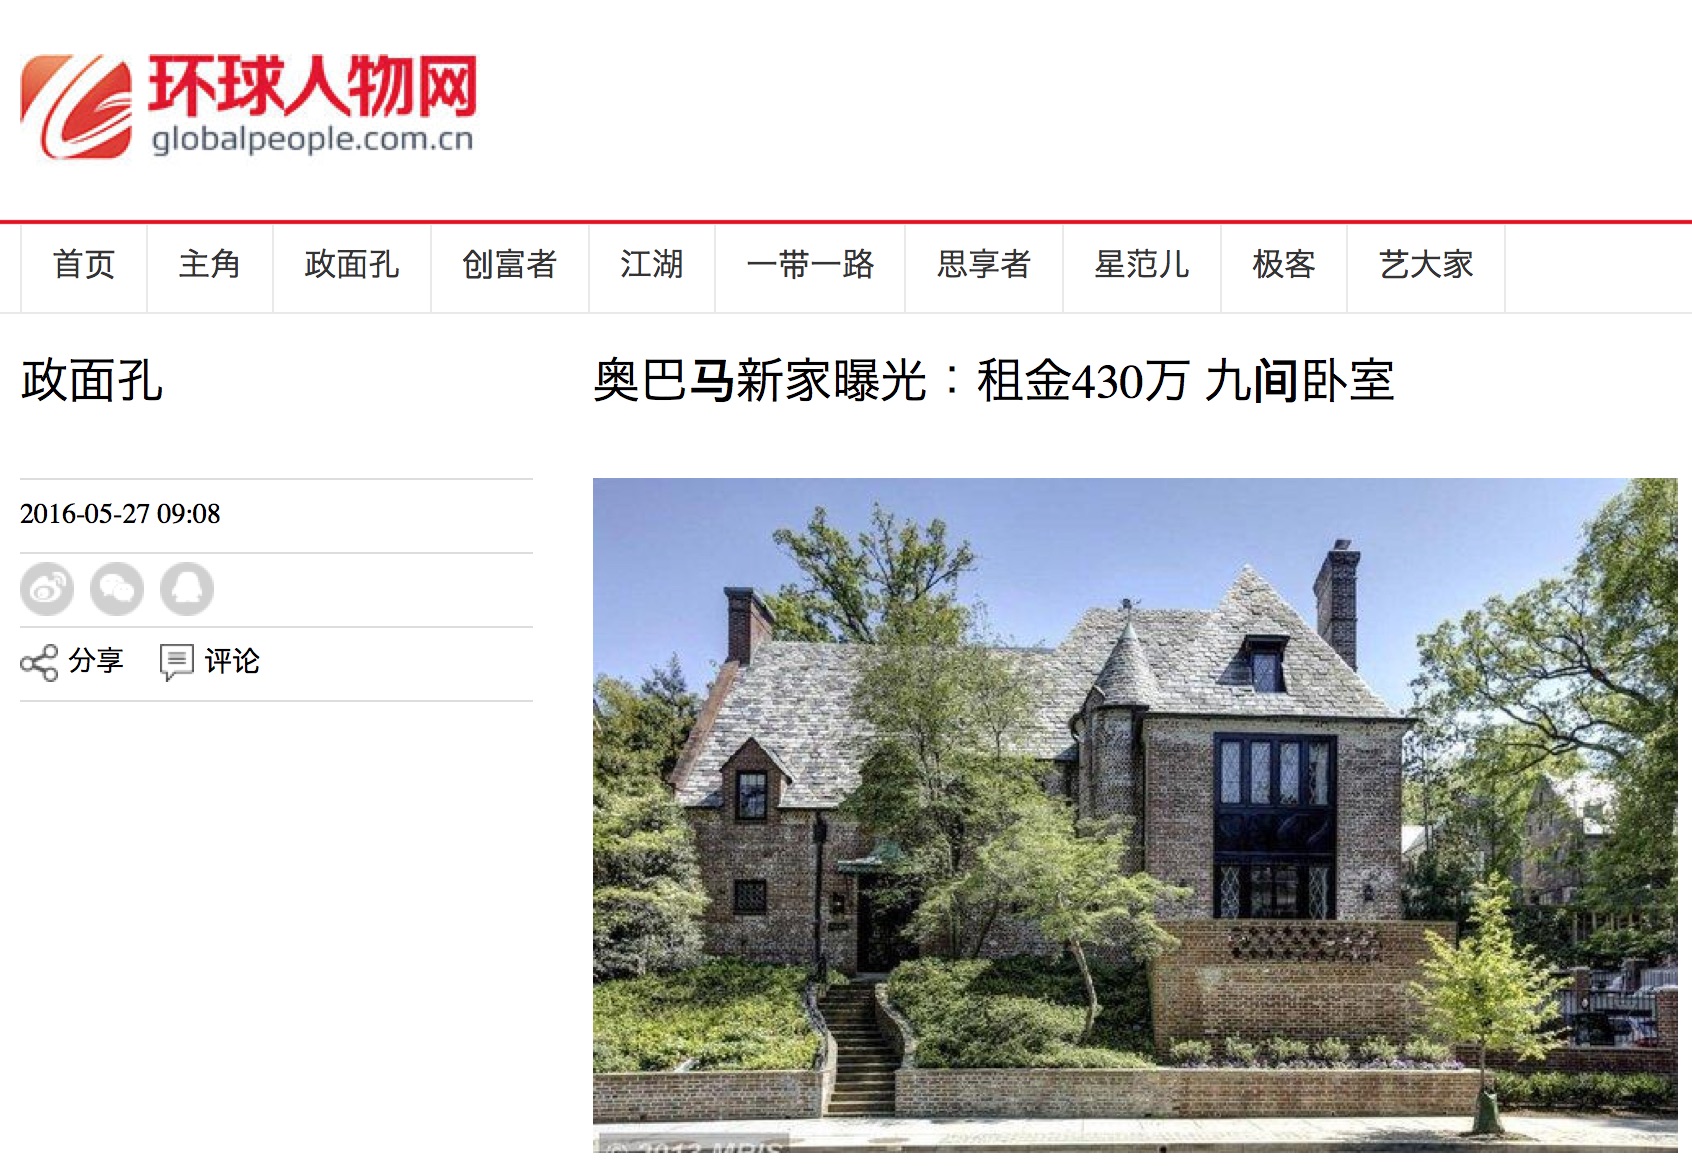 环球人物网
globalpeople.com.cn
首页 主角 政面孔 创富者 江湖 一带一路 思享者 星范儿 极客 艺大家
政面孔
奥巴马新家曝光：租金430万 九间卧室
2016-05-27 09:08
分享 评论
© 2013 MRIS